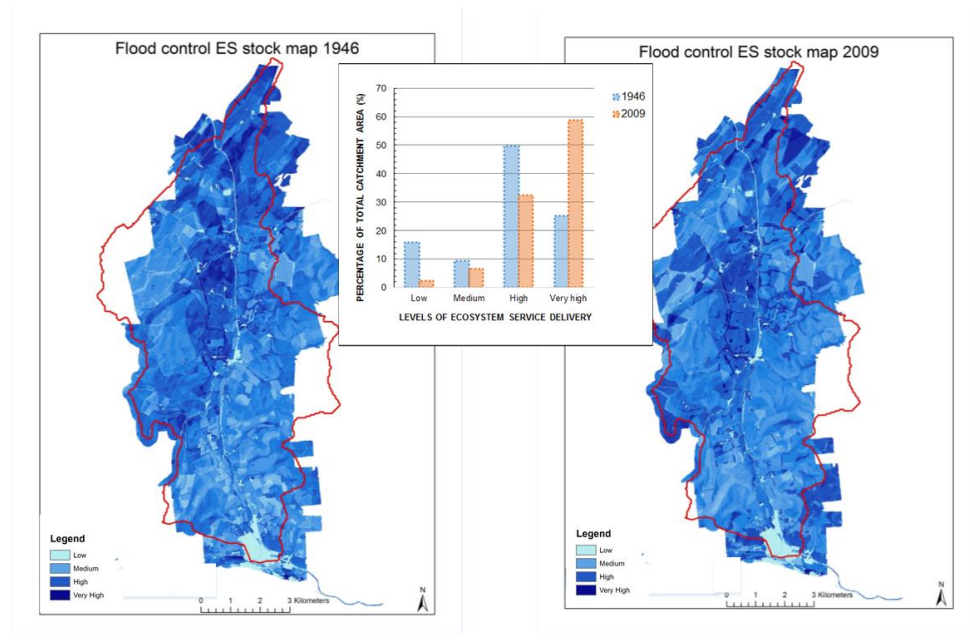 Flood control ES stock map 1946
Legend
Low
Medium
High
Very High
0 1 2 3 Kilometers
N
70
60
50
40
30
20
10
0
PERCENTAGE OF TOTAL CATCHMENT AREA (%)
Low Medium High Very high
LEVELS OF ECOSYSTEM SERVICE DELIVERY
1946
2009
Flood control ES stock map 2009
Legend
Low
Medium
High
Very High
0 1 2 3 Kilometers
N